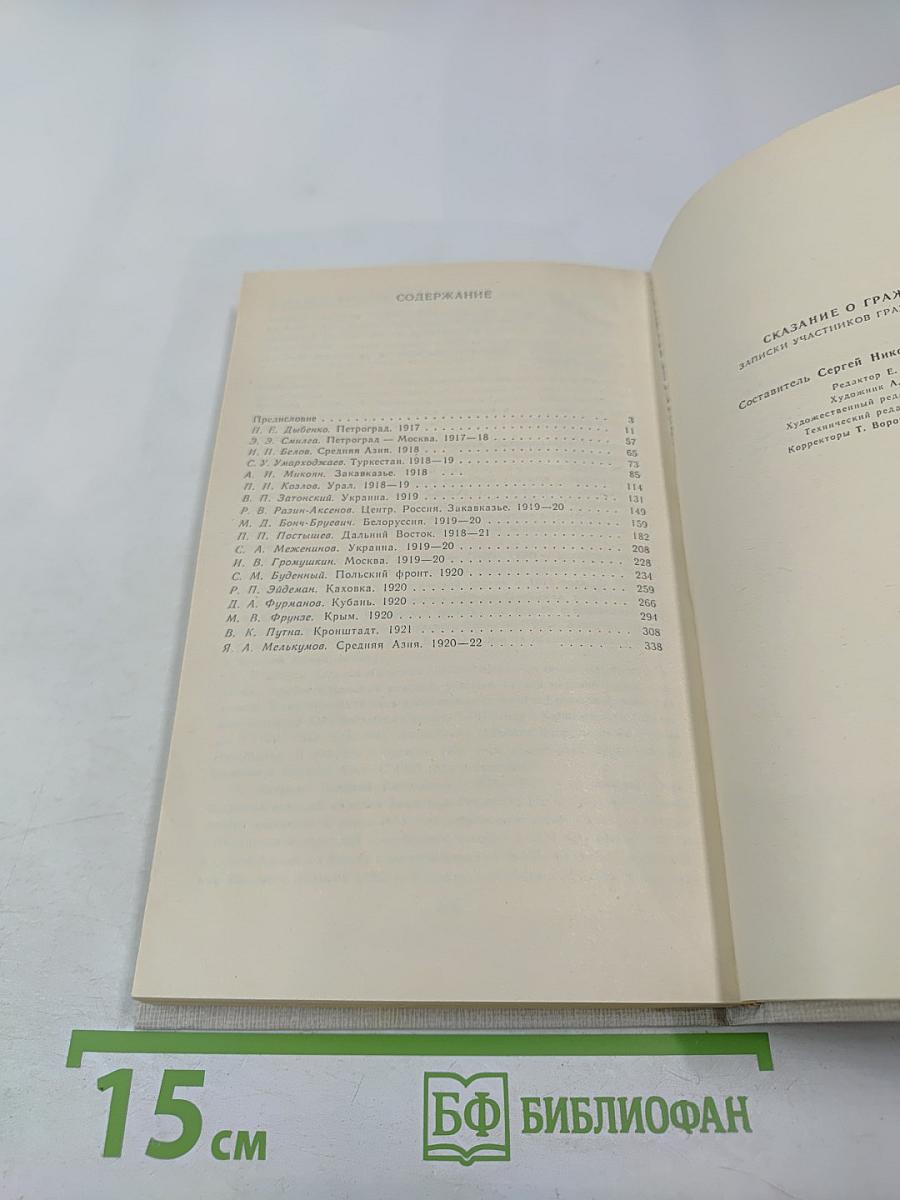 СОДЕРЖАНИЕ
Предисловие . . . . . . . . . . . . . . . . . . . . . . . . . . . . . . 3
П. Е. Дыбенко. Петроград. 1917 . . . . . . . . . . . . . . . . . . . . 11
Э. Э. Смилга. Петроград — Москва. 1917—18 . . . . . . . . . . . . . 57
И. П. Белов. Средняя Азия. 1918 . . . . . . . . . . . . . . . . . . . 65
С. У. Умарходжаев. Туркестан. 1918—19 . . . . . . . . . . . . . . . 73
А. И. Микоян. Закавказье. 1918 . . . 85
П. И. Козлов. Урал. 1918—19 . . . . . . . . . . . . . . . . . . . . . 114
В. П. Затонский. Украина. 1919 . . . . . . . . . . . . . . . . . . . 131
Р. В. Разин-Аксенов. Центр. Россия. Закавказье. 1919—20 . . . . . . 149
М. Д. Бонч-Бруевич. Белоруссия. 1919—20 . . . . . . . . . . . . . . 159
П. П. Постышев. Дальний Восток. 1918—21 . . . . . . . . . . . . . 182
С. А. Меженинов. Украина. 1919—20 . . . . . . . . . . . . . . . . . 208
И. В. Громушкин. Москва. 1919—20 . . . . . . . . . . . . . . . . . 228
С. М. Буденный. Польский фронт. 1920 . . . . . . . . . . . . . . . . 234
Р. П. Эйдеман. Каховка. 1920 . . . . . . . . . . . . . . . . . . . . . 259
Д. А. Фурманов. Кубань. 1920 . . . . . . . . . . . . . . . . . . . . . 266
М. В. Фрунзе. Крым. 1920 . . . . . . . . . . . . . . . . . . 294
В. К. Путна. Кронштадт. 1921 . . . . . . . . . . . . . . . . . . . . . 308
Я. А. Мелькумов. Средняя Азия. 1920—22 . . . . . . . . . . . . 338
СКАЗАНИЕ О ГРАЖ
ЗАПИСКИ УЧАСТНИКОВ ГРА
Составитель Сергей Нико
Редактор Е.
Художник А.
Художественный реда
Технический реда
Корректоры Т. Воро
15 см
БФ БИБЛИОФАН